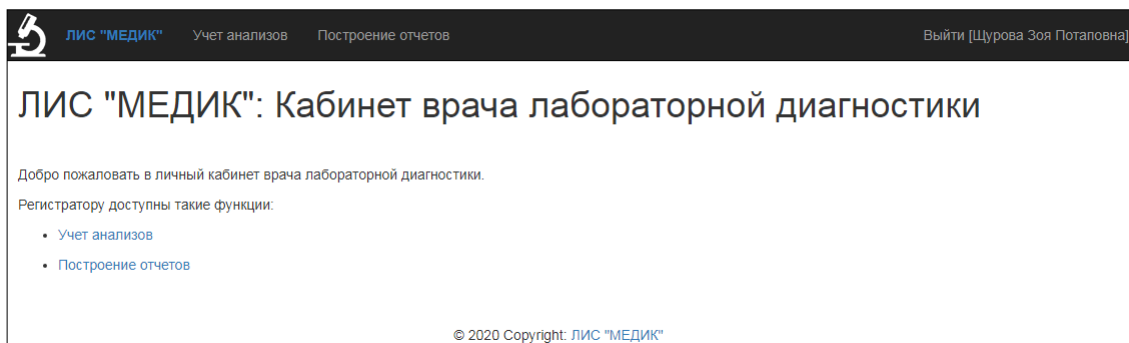 ЛИС "МЕДИК" Учет анализов Построение отчетов Выйти [Щурова Зоя Потаповна]
ЛИС "МЕДИК": Кабинет врача лабораторной диагностики
Добро пожаловать в личный кабинет врача лабораторной диагностики.
Регистратору доступны такие функции:
• Учет анализов
• Построение отчетов
© 2020 Copyright: ЛИС "МЕДИК"